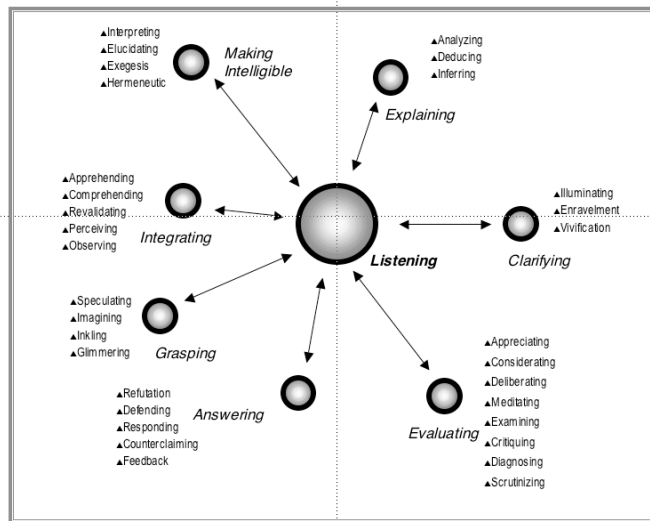 ▲Interpreting
▲Elucidating
▲Exegesis
▲Hermeneutic
Making
Intelligible
▲Analyzing
▲Deducing
▲Inferring
Explaining
▲Apprehending
▲Comprehending
▲Revalidating
▲Perceiving
▲Observing
Integrating
Listening
▲Illuminating
▲Enravelment
▲Vivification
Clarifying
▲Speculating
▲Imagining
▲Inkling
▲Glimmering
Grasping
▲Refutation
▲Defending
▲Responding
▲Counterclaiming
▲Feedback
Answering
Evaluating
▲Appreciating
▲Considerating
▲Deliberating
▲Meditating
▲Examining
▲Critiquing
▲Diagnosing
▲Scrutinizing